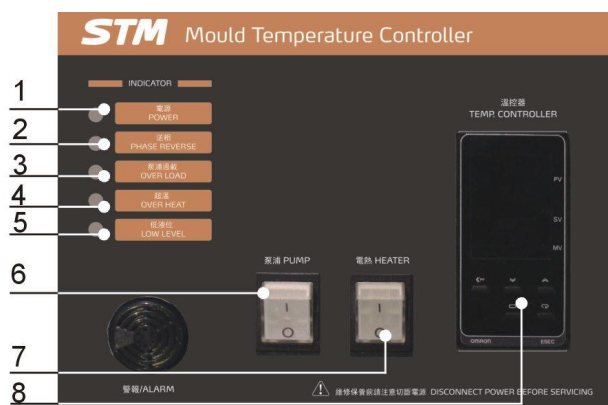 STM Mould Temperature Controller
INDICATOR
1
電源
POWER
2
逆相
PHASE REVERSE
3
泵浦過載
OVER LOAD
4
超溫
OVER HEAT
5
低液位
LOW LEVEL
溫控器
TEMP. CONTROLLER
PV
SV
MV
OMRON E5EC
6
泵浦 PUMP
I
O
電熱 HEATER
I
O
7
8
警報/ALARM
維修保養前請注意切斷電源 DISCONNECT POWER BEFORE SERVICING